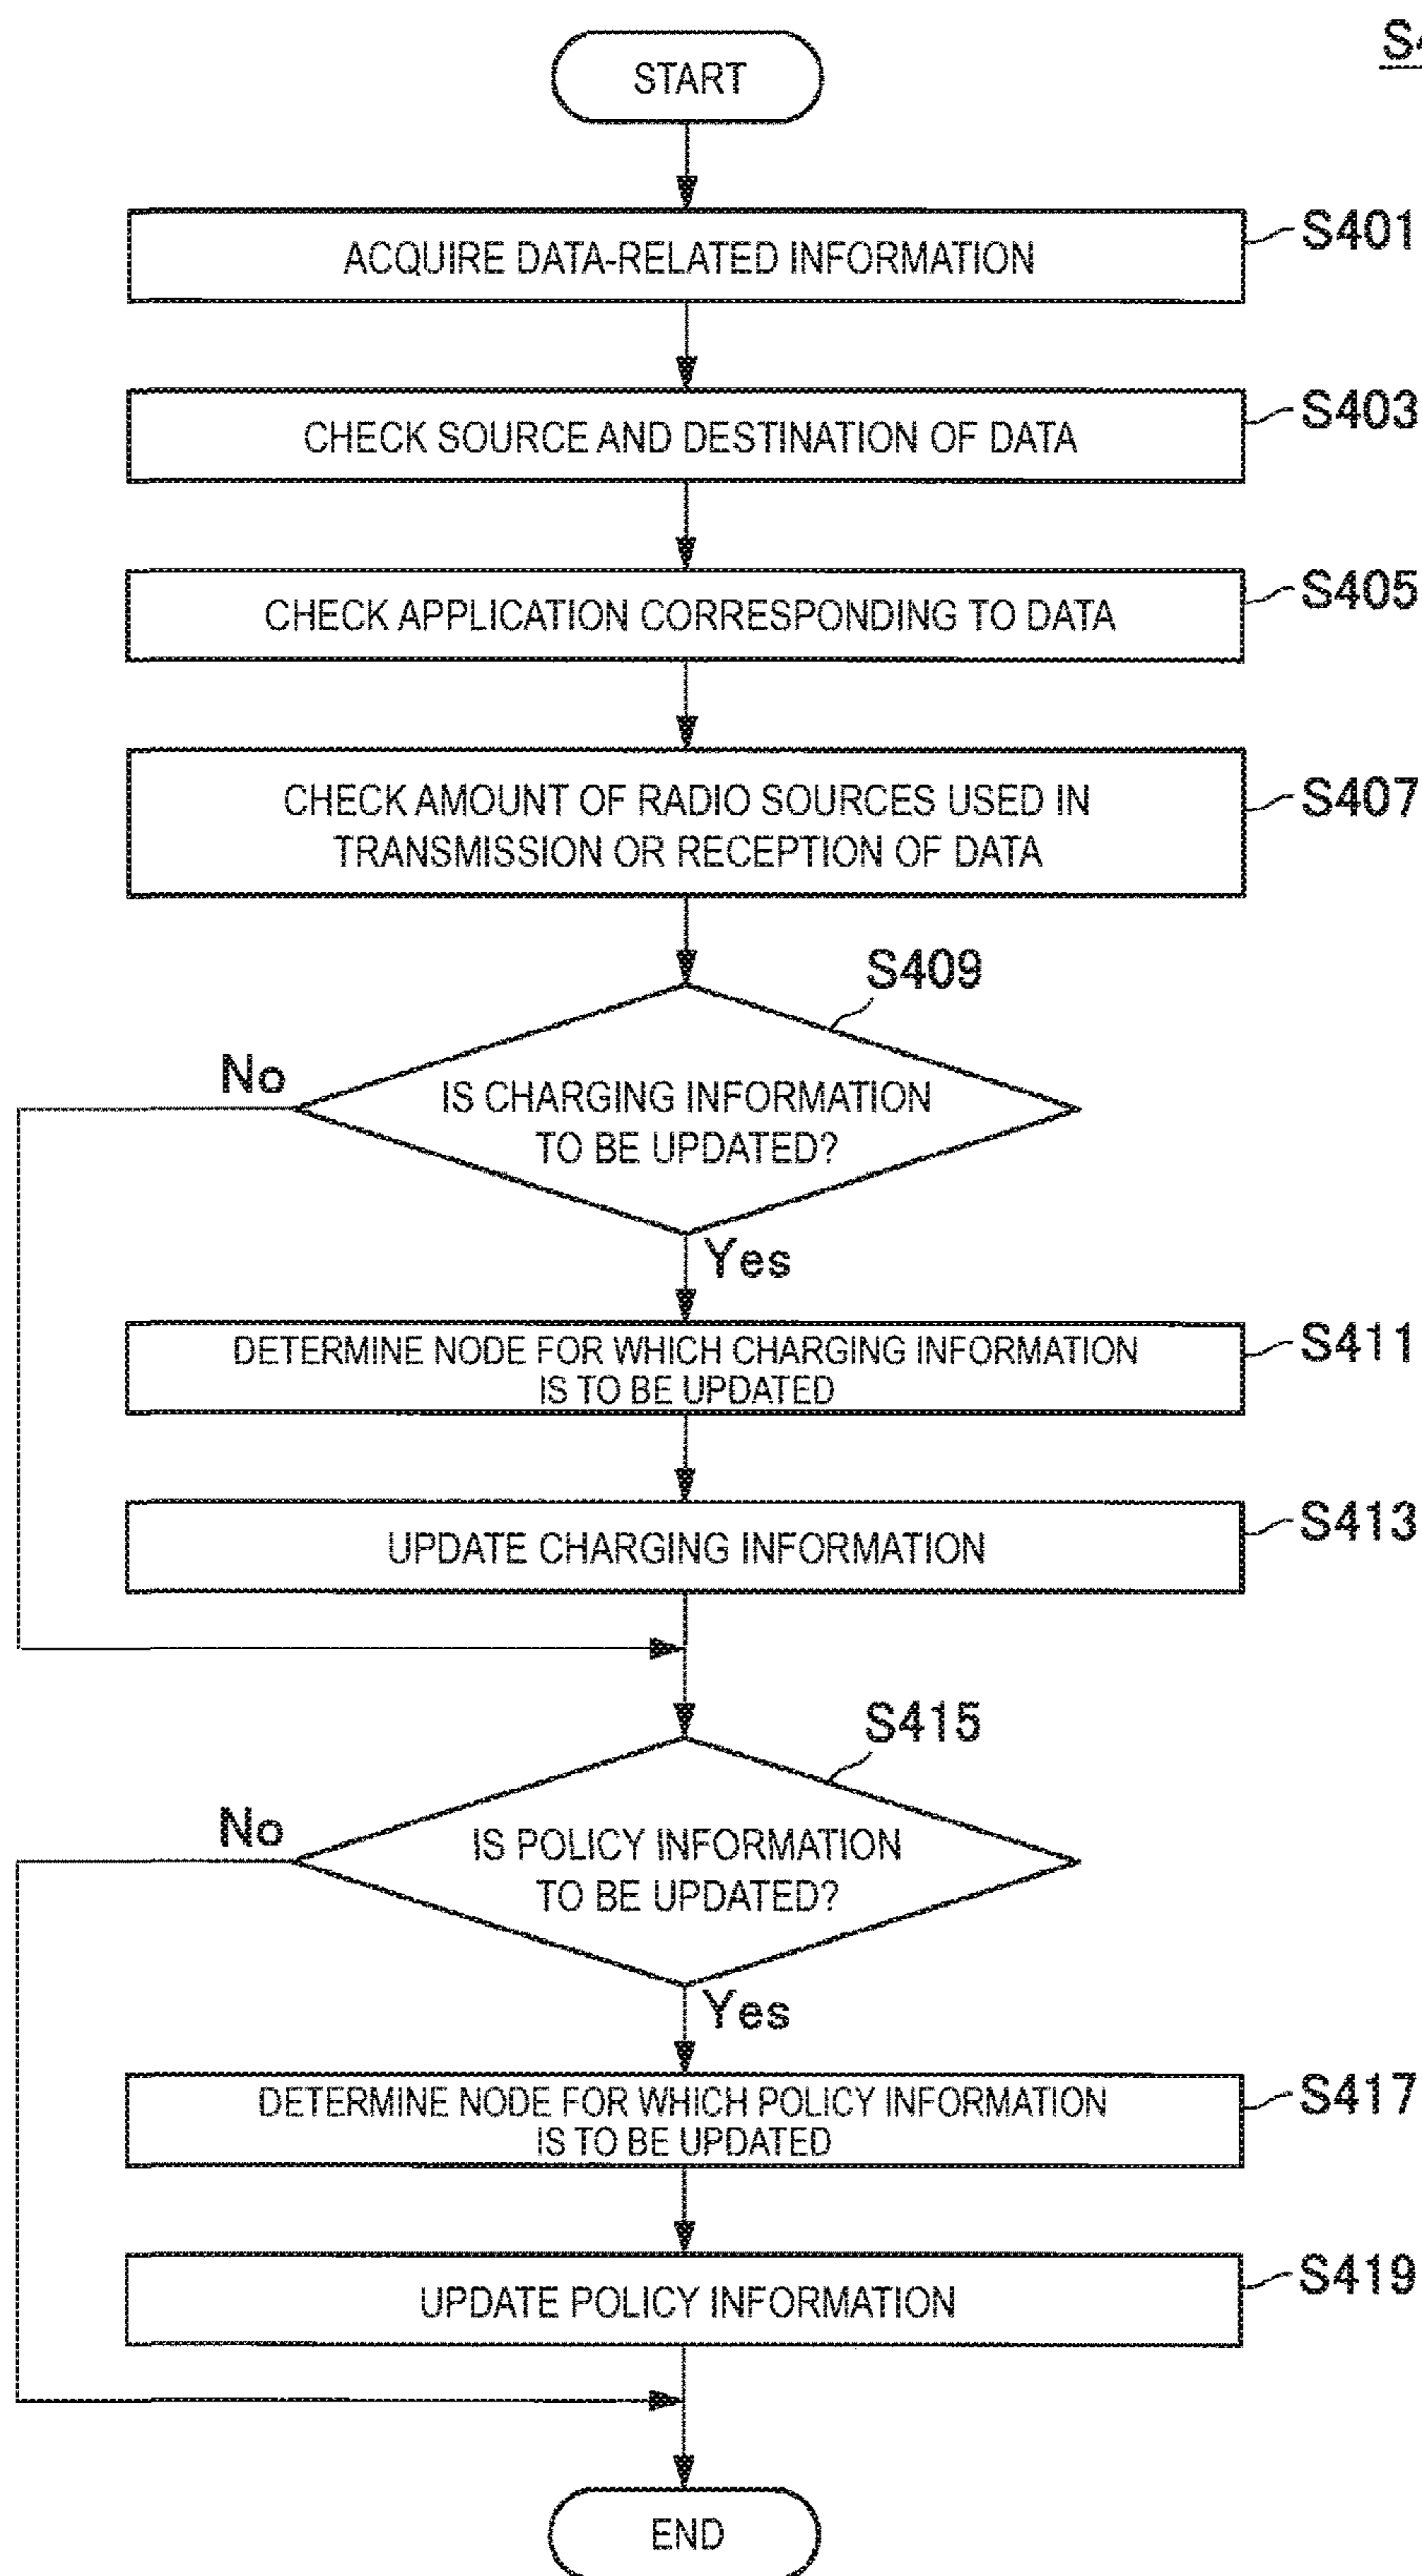 START
ACQUIRE DATA-RELATED INFORMATION
S401
CHECK SOURCE AND DESTINATION OF DATA
S403
CHECK APPLICATION CORRESPONDING TO DATA
S405
CHECK AMOUNT OF RADIO SOURCES USED IN
TRANSMISSION OR RECEPTION OF DATA
S407
S409
No
IS CHARGING INFORMATION
TO BE UPDATED?
Yes
DETERMINE NODE FOR WHICH CHARGING INFORMATION
IS TO BE UPDATED
S411
UPDATE CHARGING INFORMATION
S413
S415
No
IS POLICY INFORMATION
TO BE UPDATED?
Yes
DETERMINE NODE FOR WHICH POLICY INFORMATION
IS TO BE UPDATED
S417
UPDATE POLICY INFORMATION
S419
END